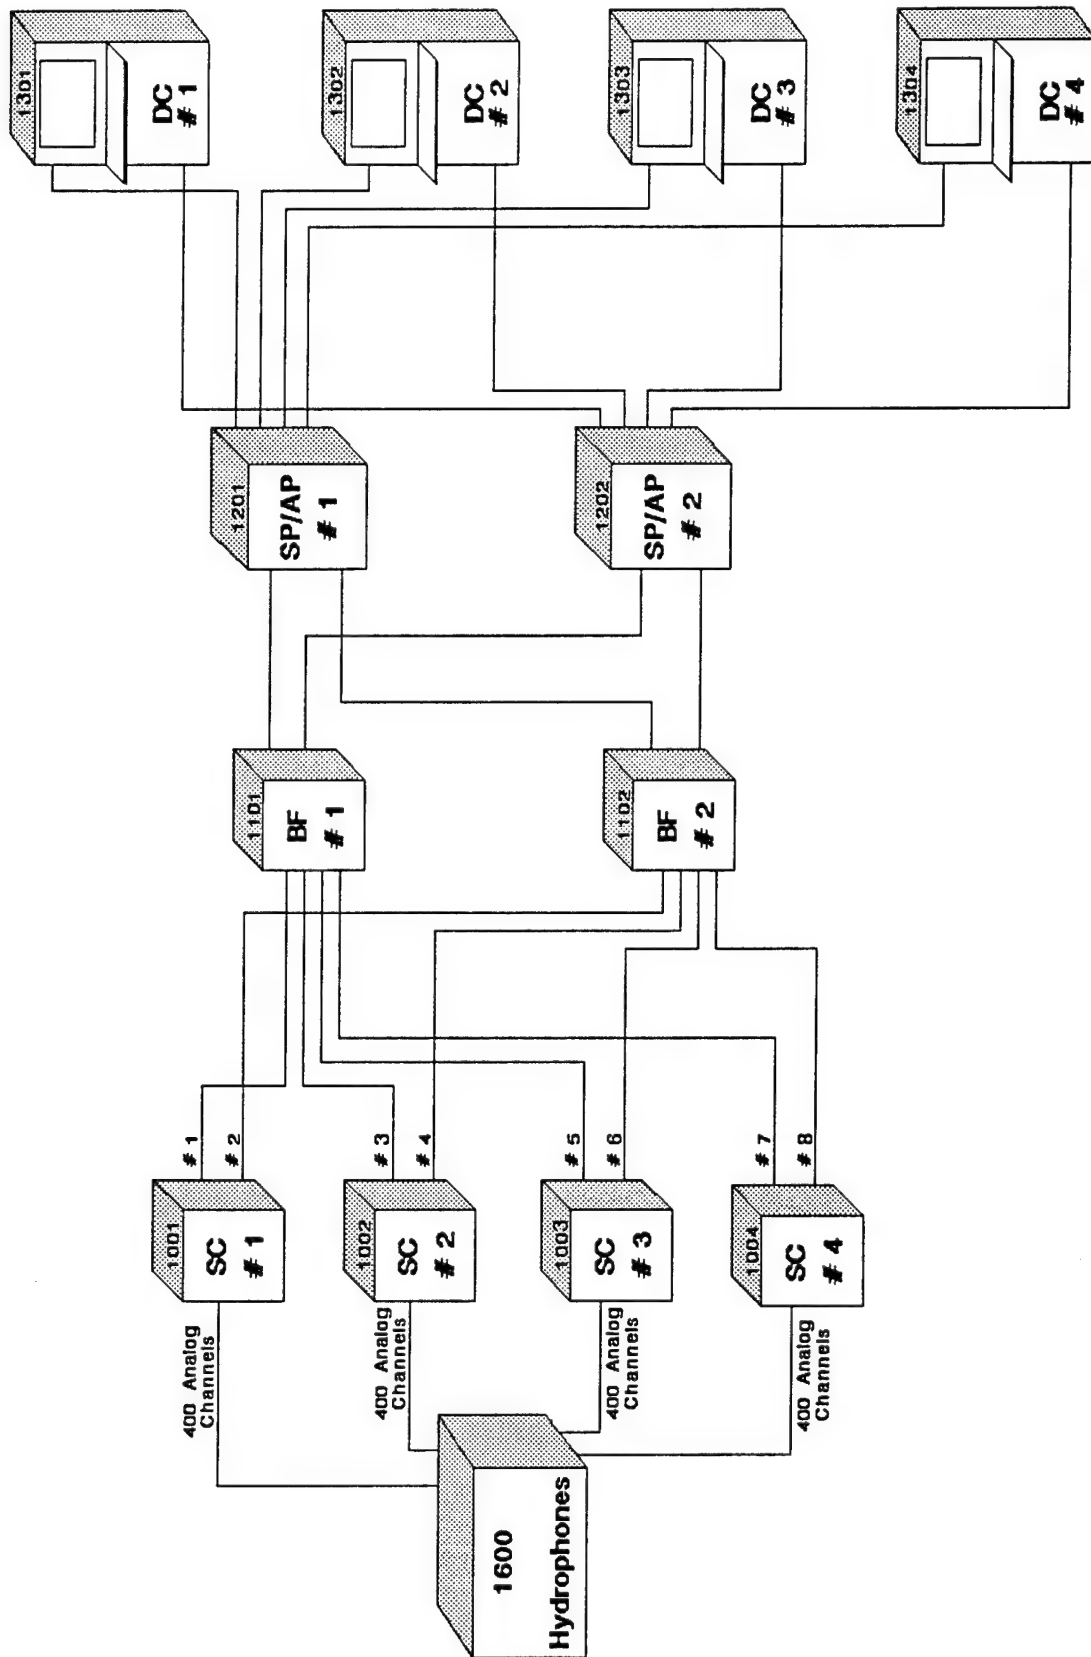 1600
Hydrophones
400 Analog
Channels
400 Analog
Channels
400 Analog
Channels
400 Analog
Channels
1001
SC
# 1
1002
SC
# 2
1003
SC
# 3
1004
SC
# 4
# 1
# 2
# 3
# 4
# 5
# 6
# 7
# 8
1101
BF
# 1
1102
BF
# 2
1201
SP/AP
# 1
1202
SP/AP
# 2
1301
DC
# 1
1302
DC
# 2
1303
DC
# 3
1304
DC
# 4